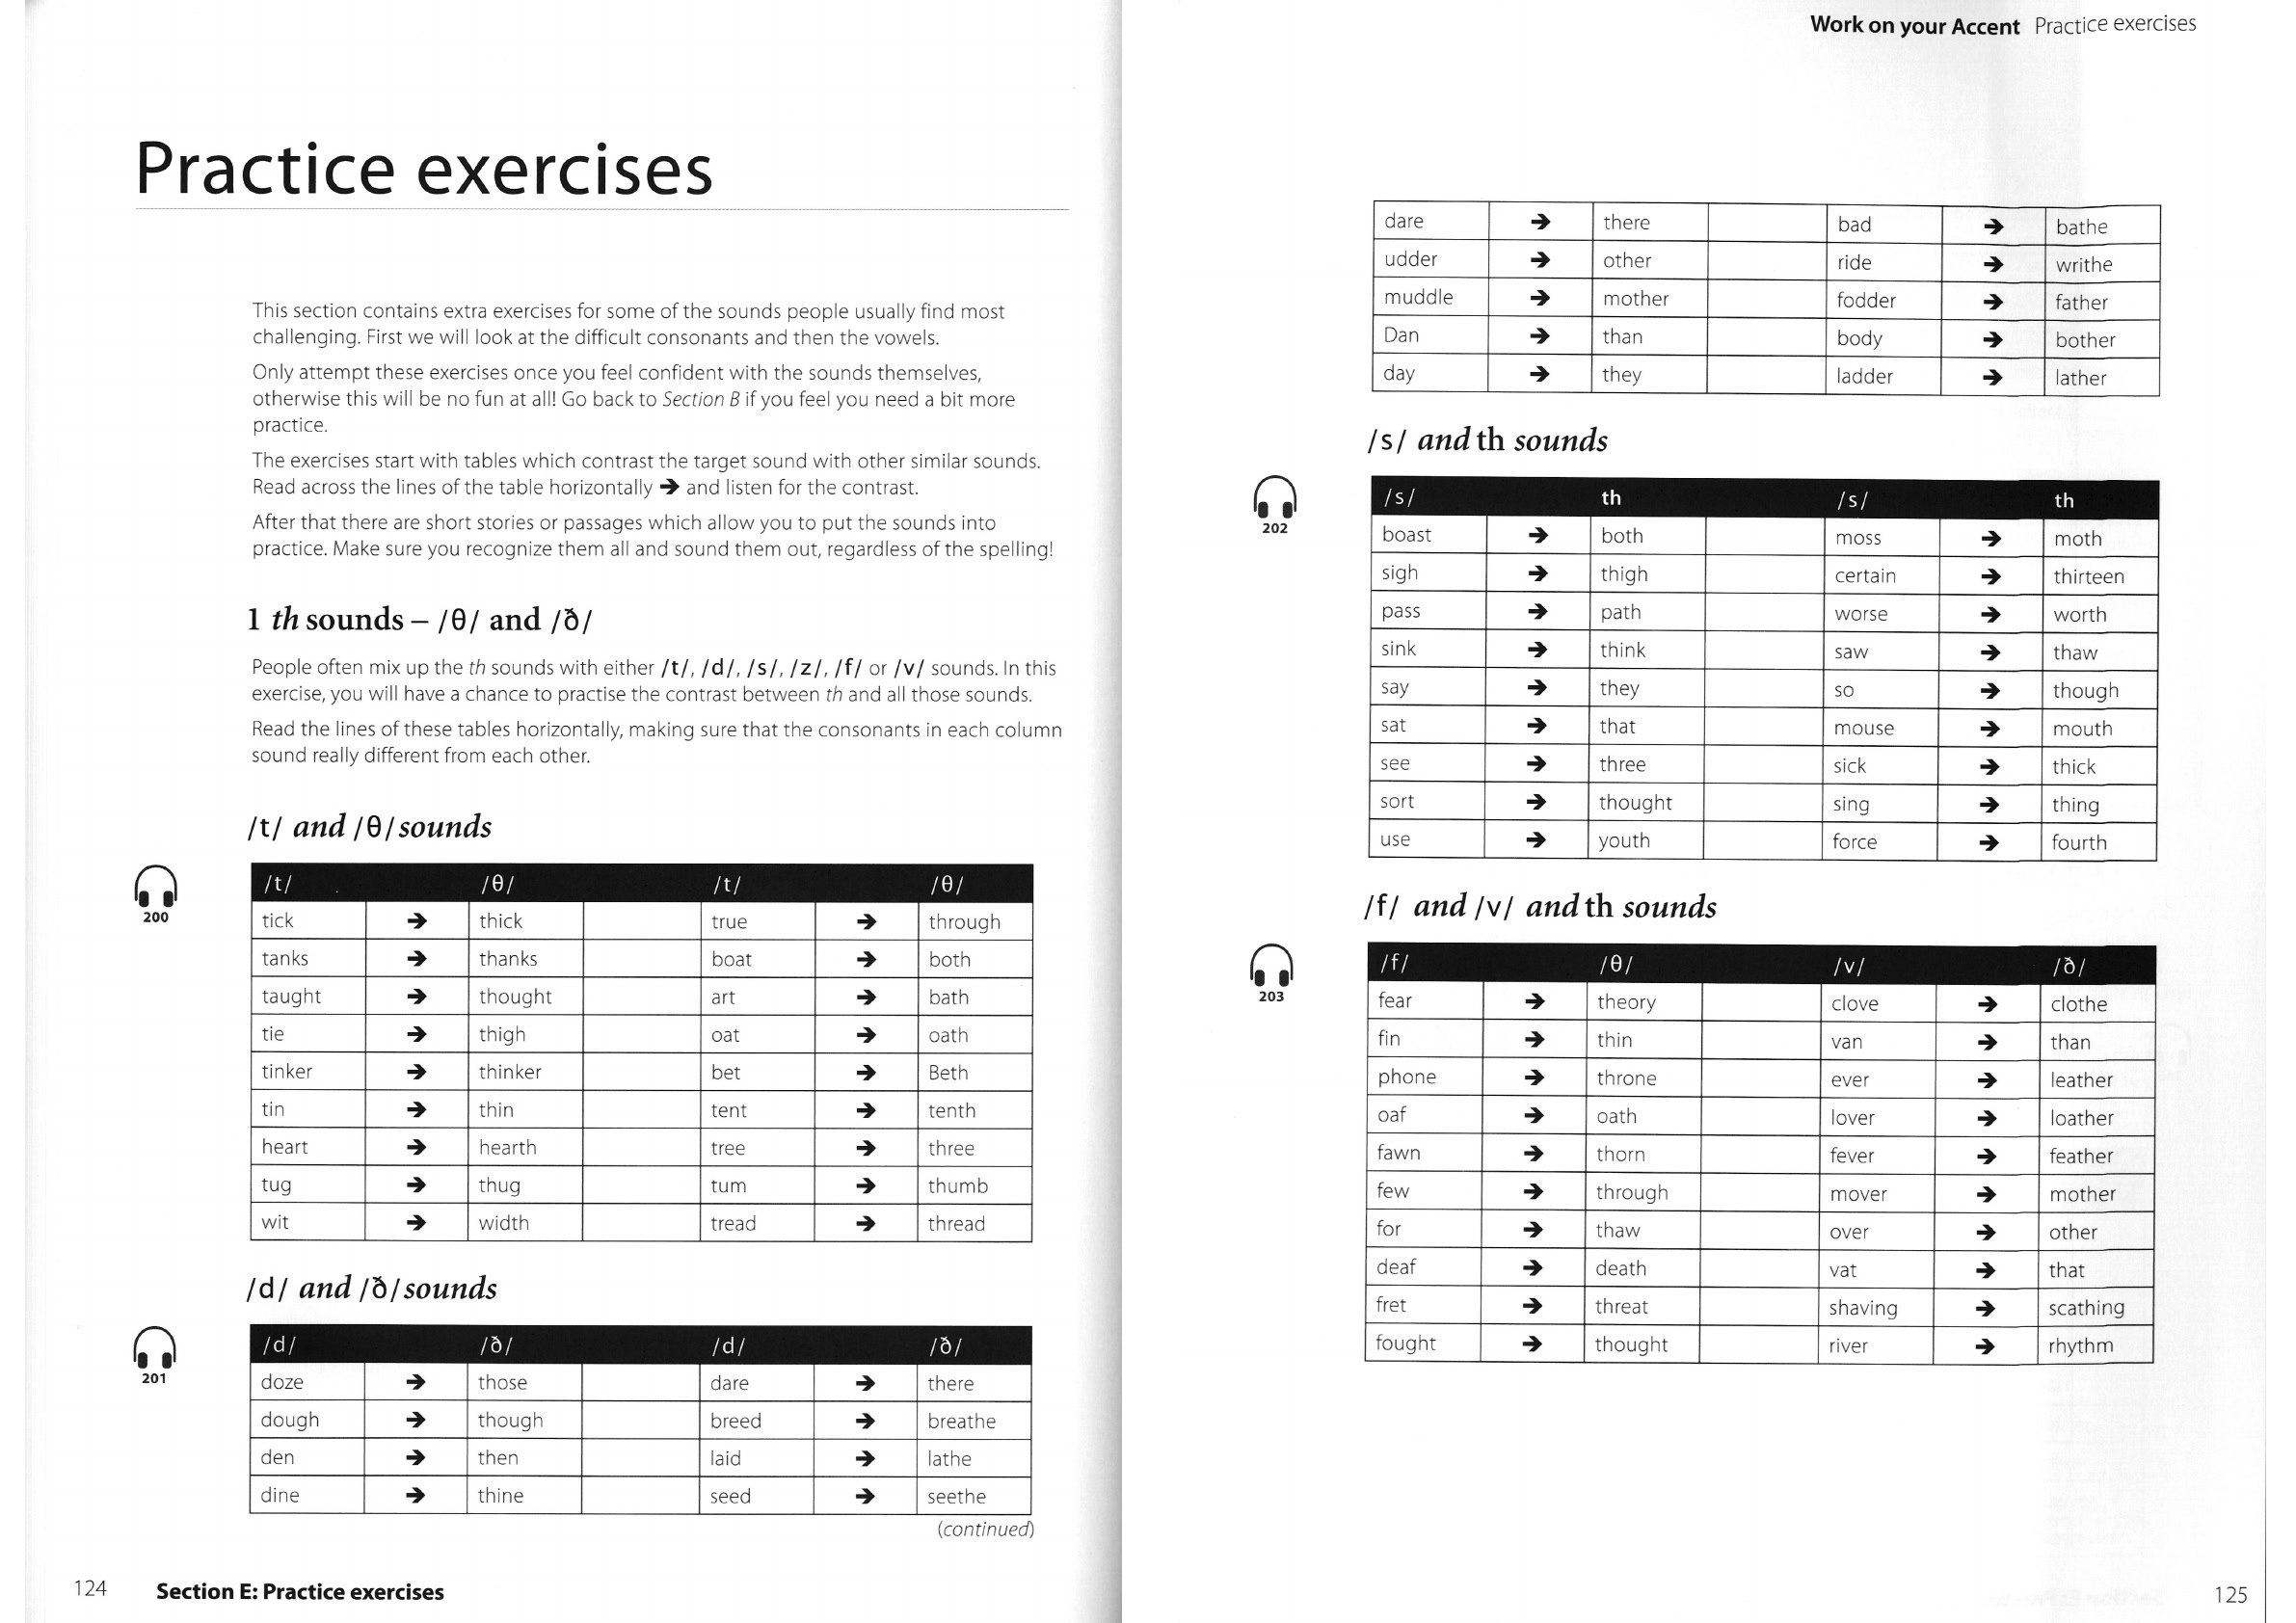 Practice exercises
This section contains extra exercises for some of the sounds people usually find most
challenging. First we will look at the difficult consonants and then the vowels.
Only attempt these exercises once you feel confident with the sounds themselves,
otherwise this will be no fun at all! Go back to Section B if you feel you need a bit more
practice.
The exercises start with tables which contrast the target sound with other similar sounds.
Read across the lines of the table horizontally ➔ and listen for the contrast.
After that there are short stories or passages which allow you to put the sounds into
practice. Make sure you recognize them all and sound them out, regardless of the spelling!
1 th sounds – /θ/ and /ð/
People often mix up the th sounds with either /t/, /d/, /s/, /z/, /f/ or /v/ sounds. In this
exercise, you will have a chance to practise the contrast between th and all those sounds.
Read the lines of these tables horizontally, making sure that the consonants in each column
sound really different from each other.
/t/ and /θ/ sounds
200
/t/ /θ/ /t/ /θ/
tick ➔ thick true ➔ through
tanks ➔ thanks boat ➔ both
taught ➔ thought art ➔ bath
tie ➔ thigh oat ➔ oath
tinker ➔ thinker bet ➔ Beth
tin ➔ thin tent ➔ tenth
heart ➔ hearth tree ➔ three
tug ➔ thug tum ➔ thumb
wit ➔ width tread ➔ thread
/d/ and /ð/ sounds
201
/d/ /ð/ /d/ /ð/
doze ➔ those dare ➔ there
dough ➔ though breed ➔ breathe
den ➔ then laid ➔ lathe
dine ➔ thine seed ➔ seethe
(continued)
124 Section E: Practice exercises
Work on your Accent Practice exercises
dare ➔ there bad ➔ bathe
udder ➔ other ride ➔ writhe
muddle ➔ mother fodder ➔ father
Dan ➔ than body ➔ bother
day ➔ they ladder ➔ lather
/s/ and th sounds
202
/s/ th /s/ th
boast ➔ both moss ➔ moth
sigh ➔ thigh certain ➔ thirteen
pass ➔ path worse ➔ worth
sink ➔ think saw ➔ thaw
say ➔ they so ➔ though
sat ➔ that mouse ➔ mouth
see ➔ three sick ➔ thick
sort ➔ thought sing ➔ thing
use ➔ youth force ➔ fourth
/f/ and /v/ and th sounds
203
/f/ /θ/ /v/ /ð/
fear ➔ theory clove ➔ clothe
fin ➔ thin van ➔ than
phone ➔ throne ever ➔ leather
oaf ➔ oath lover ➔ loather
fawn ➔ thorn fever ➔ feather
few ➔ through mover ➔ mother
for ➔ thaw over ➔ other
deaf ➔ death vat ➔ that
fret ➔ threat shaving ➔ scathing
fought ➔ thought river ➔ rhythm
125